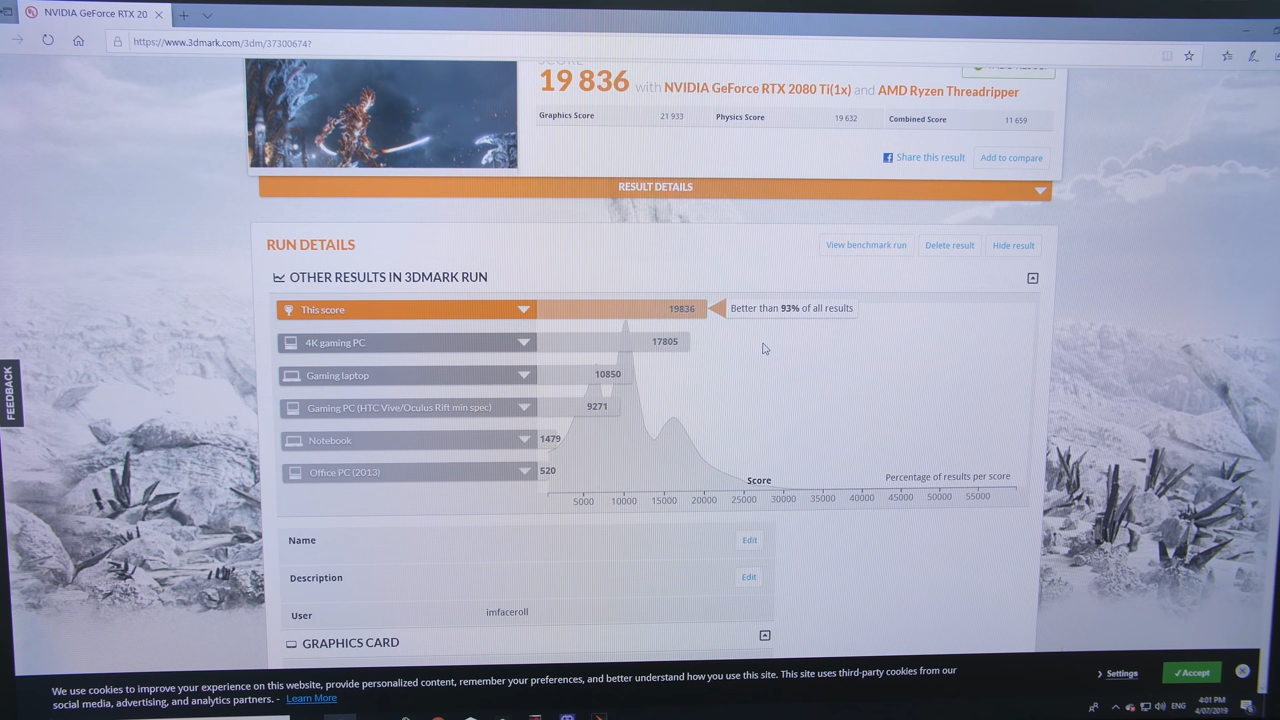 NVIDIA GeForce RTX 20
https://www.3dmark.com/3dm/37300674?
SCORE
19 836 with NVIDIA GeForce RTX 2080 Ti(1x) and AMD Ryzen Threadripper
Graphics Score 21 933 Physics Score 19 632 Combined Score 11 659
Share this result Add to compare
RESULT DETAILS
RUN DETAILS
View benchmark run Delete result Hide result
OTHER RESULTS IN 3DMARK RUN
This score 19836 Better than 93% of all results
4K gaming PC 17805
Gaming laptop 10850
Gaming PC (HTC Vive/Oculus Rift min spec) 9271
Notebook 1479
Office PC (2013) 520
Score Percentage of results per score
5000 10000 15000 20000 25000 30000 35000 40000 45000 50000 55000
FEEDBACK
Name Edit
Description Edit
User imfaceroll
GRAPHICS CARD
We use cookies to improve your experience on this website, provide personalized content, remember your preferences, and better understand how you use this site. This site uses third-party cookies from our
social media, advertising, and analytics partners. - Learn More
Settings Accept
ENG 4:01 PM
4/07/2019